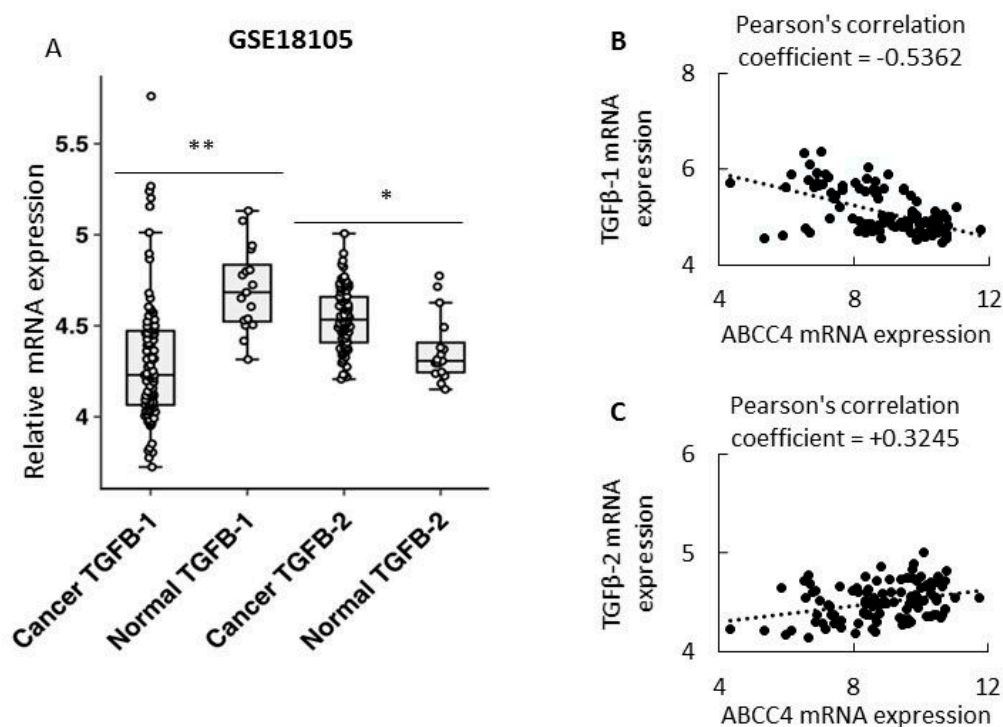 A
GSE18105
Relative mRNA expression
5.5
5
4.5
4
**
*
Cancer TGFB-1
Normal TGFB-1
Cancer TGFB-2
Normal TGFB-2
B
Pearson's correlation
coefficient = -0.5362
TGFβ-1 mRNA
expression
8
6
4
4
8
12
ABCC4 mRNA expression
C
Pearson's correlation
coefficient = +0.3245
TGFβ-2 mRNA
expression
6
5
4
4
8
12
ABCC4 mRNA expression